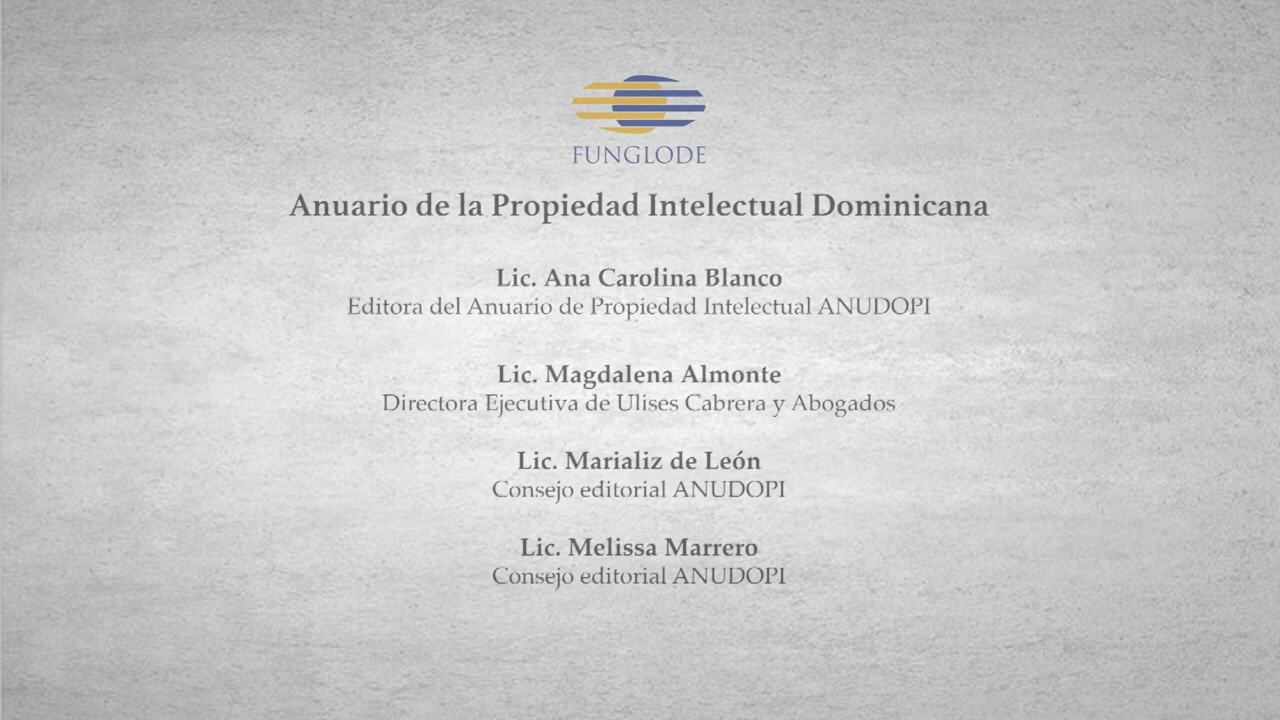 FUNGLODE
Anuario de la Propiedad Intelectual Dominicana
Lic. Ana Carolina Blanco
Editora del Anuario de Propiedad Intelectual ANUDOPI
Lic. Magdalena Almonte
Directora Ejecutiva de Ulises Cabrera y Abogados
Lic. Marializ de León
Consejo editorial ANUDOPI
Lic. Melissa Marrero
Consejo editorial ANUDOPI